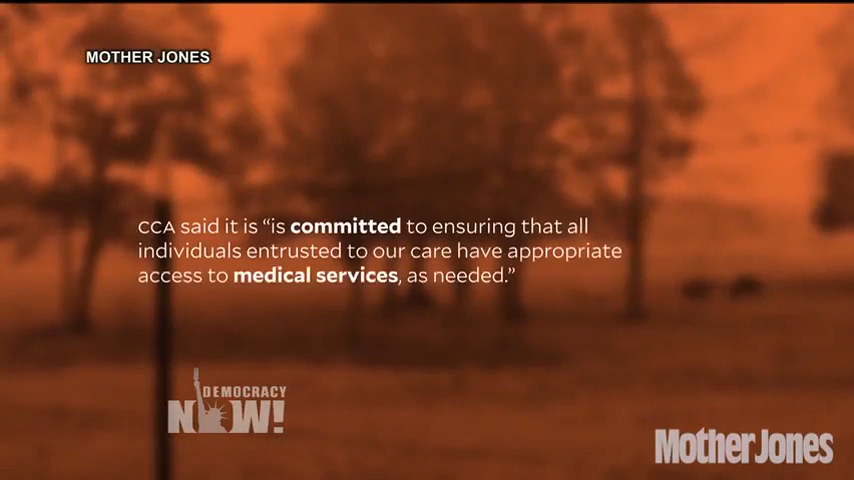 MOTHER JONES
CCA said it is “is committed to ensuring that all
individuals entrusted to our care have appropriate
access to medical services, as needed.”
DEMOCRACY
NOW!
Mother Jones